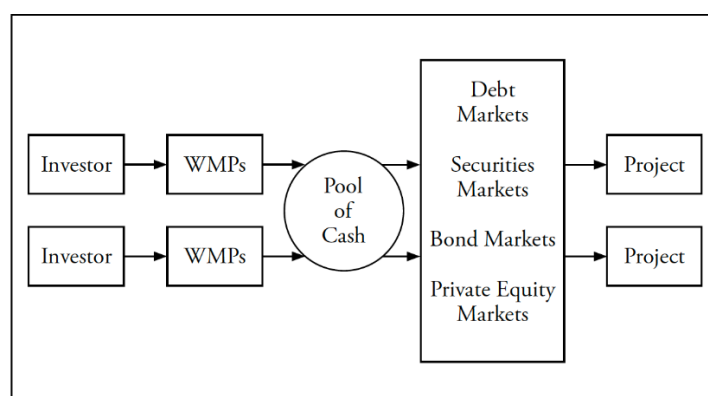 Investor
WMPs
Pool
of
Cash
Debt
Markets
Securities
Markets
Bond Markets
Private Equity
Markets
Project
Investor
WMPs
Project